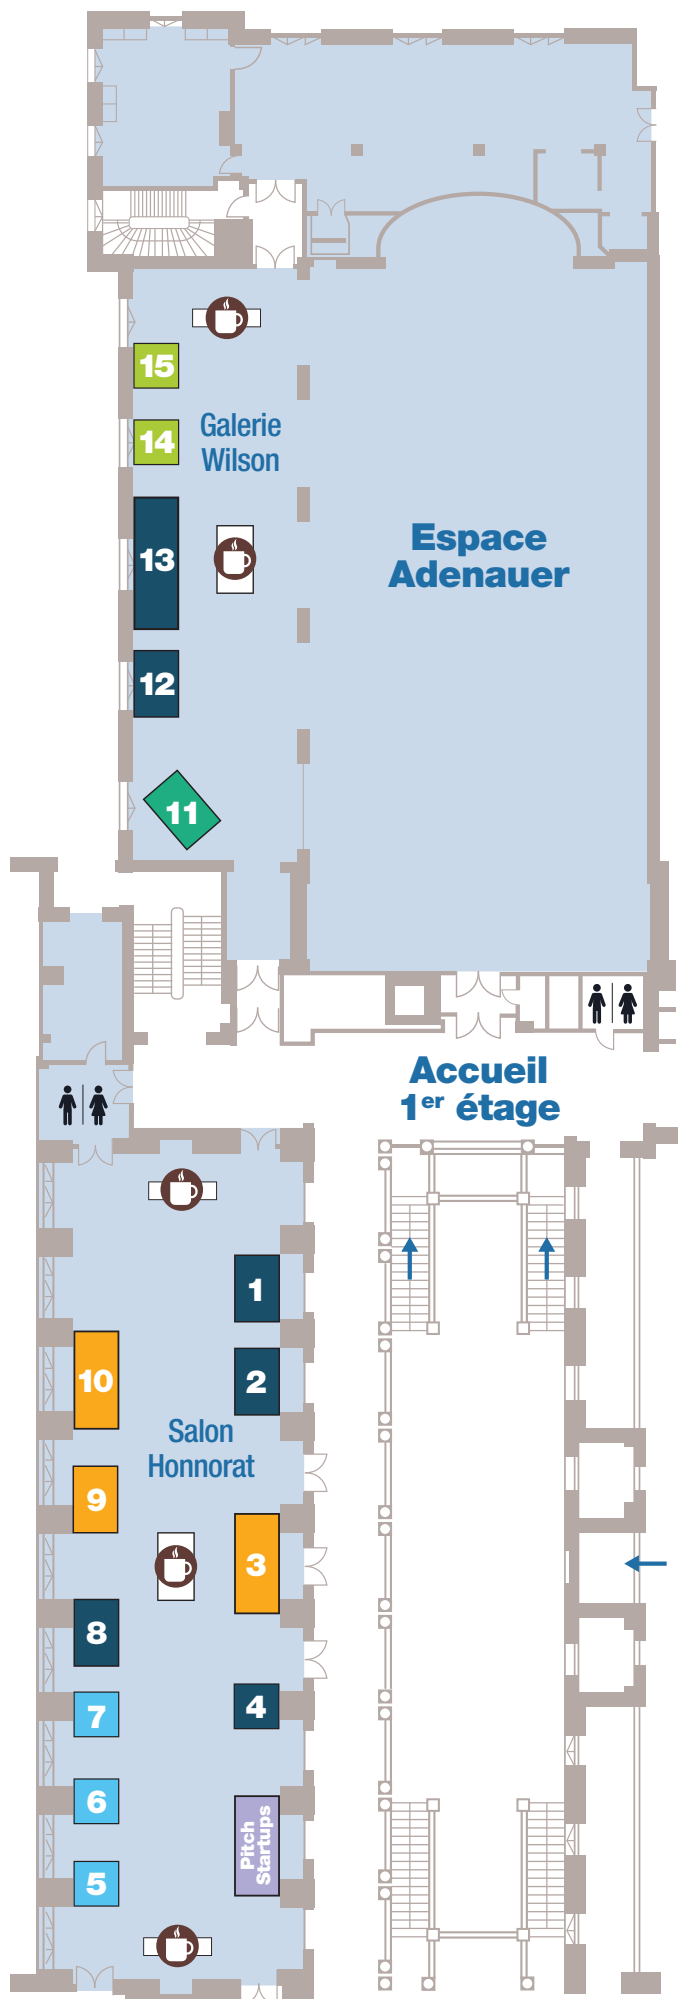 15
14
Galerie
Wilson
13
Espace
Adenauer
12
11
Accueil
1er étage
1
2
10
Salon
Honnorat
9
3
8
7
4
6
Pitch
Startups
5